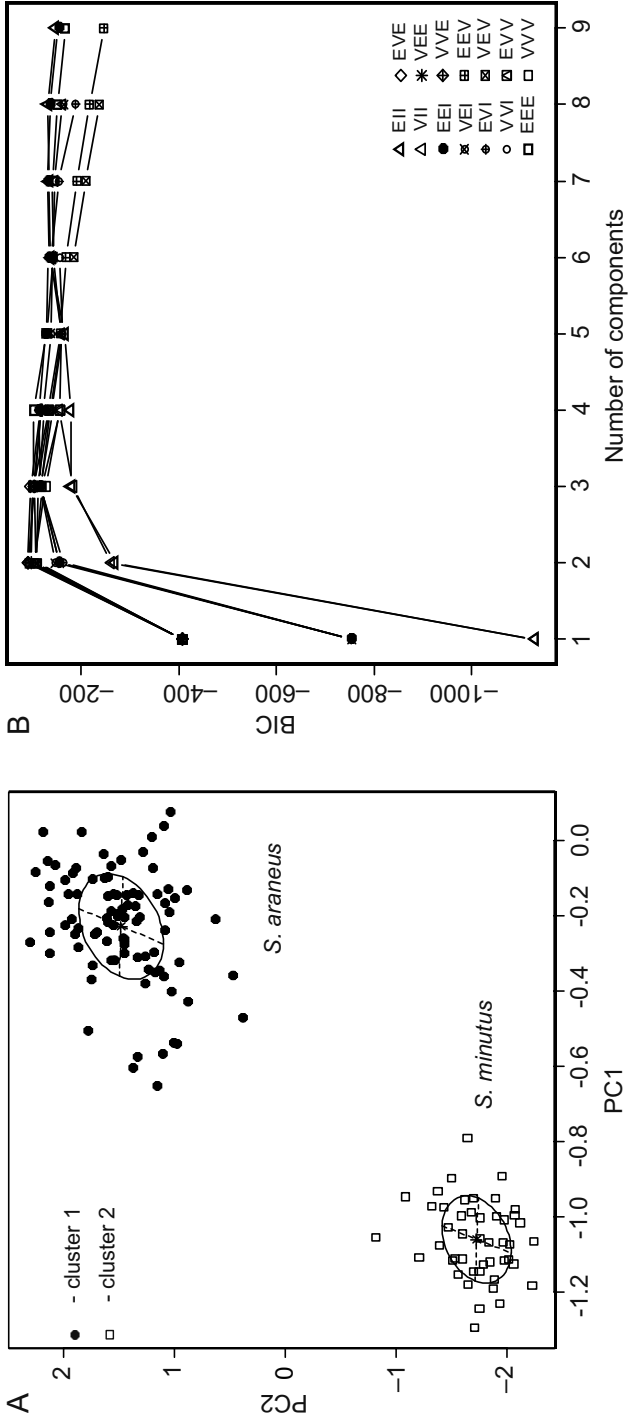 A
- cluster 1
- cluster 2
S. araneus
S. minutus
PC2
2
1
0
−1
−2
-1.2
-1.0
-0.8
-0.6
-0.4
-0.2
0.0
PC1
B
BIC
−200
−400
−600
−800
−1000
1
2
3
4
5
6
7
8
9
Number of components
EII
VII
EEI
VEI
EVI
VVI
EEE
EVE
VEE
VVE
EEV
VEV
EVV
VVV